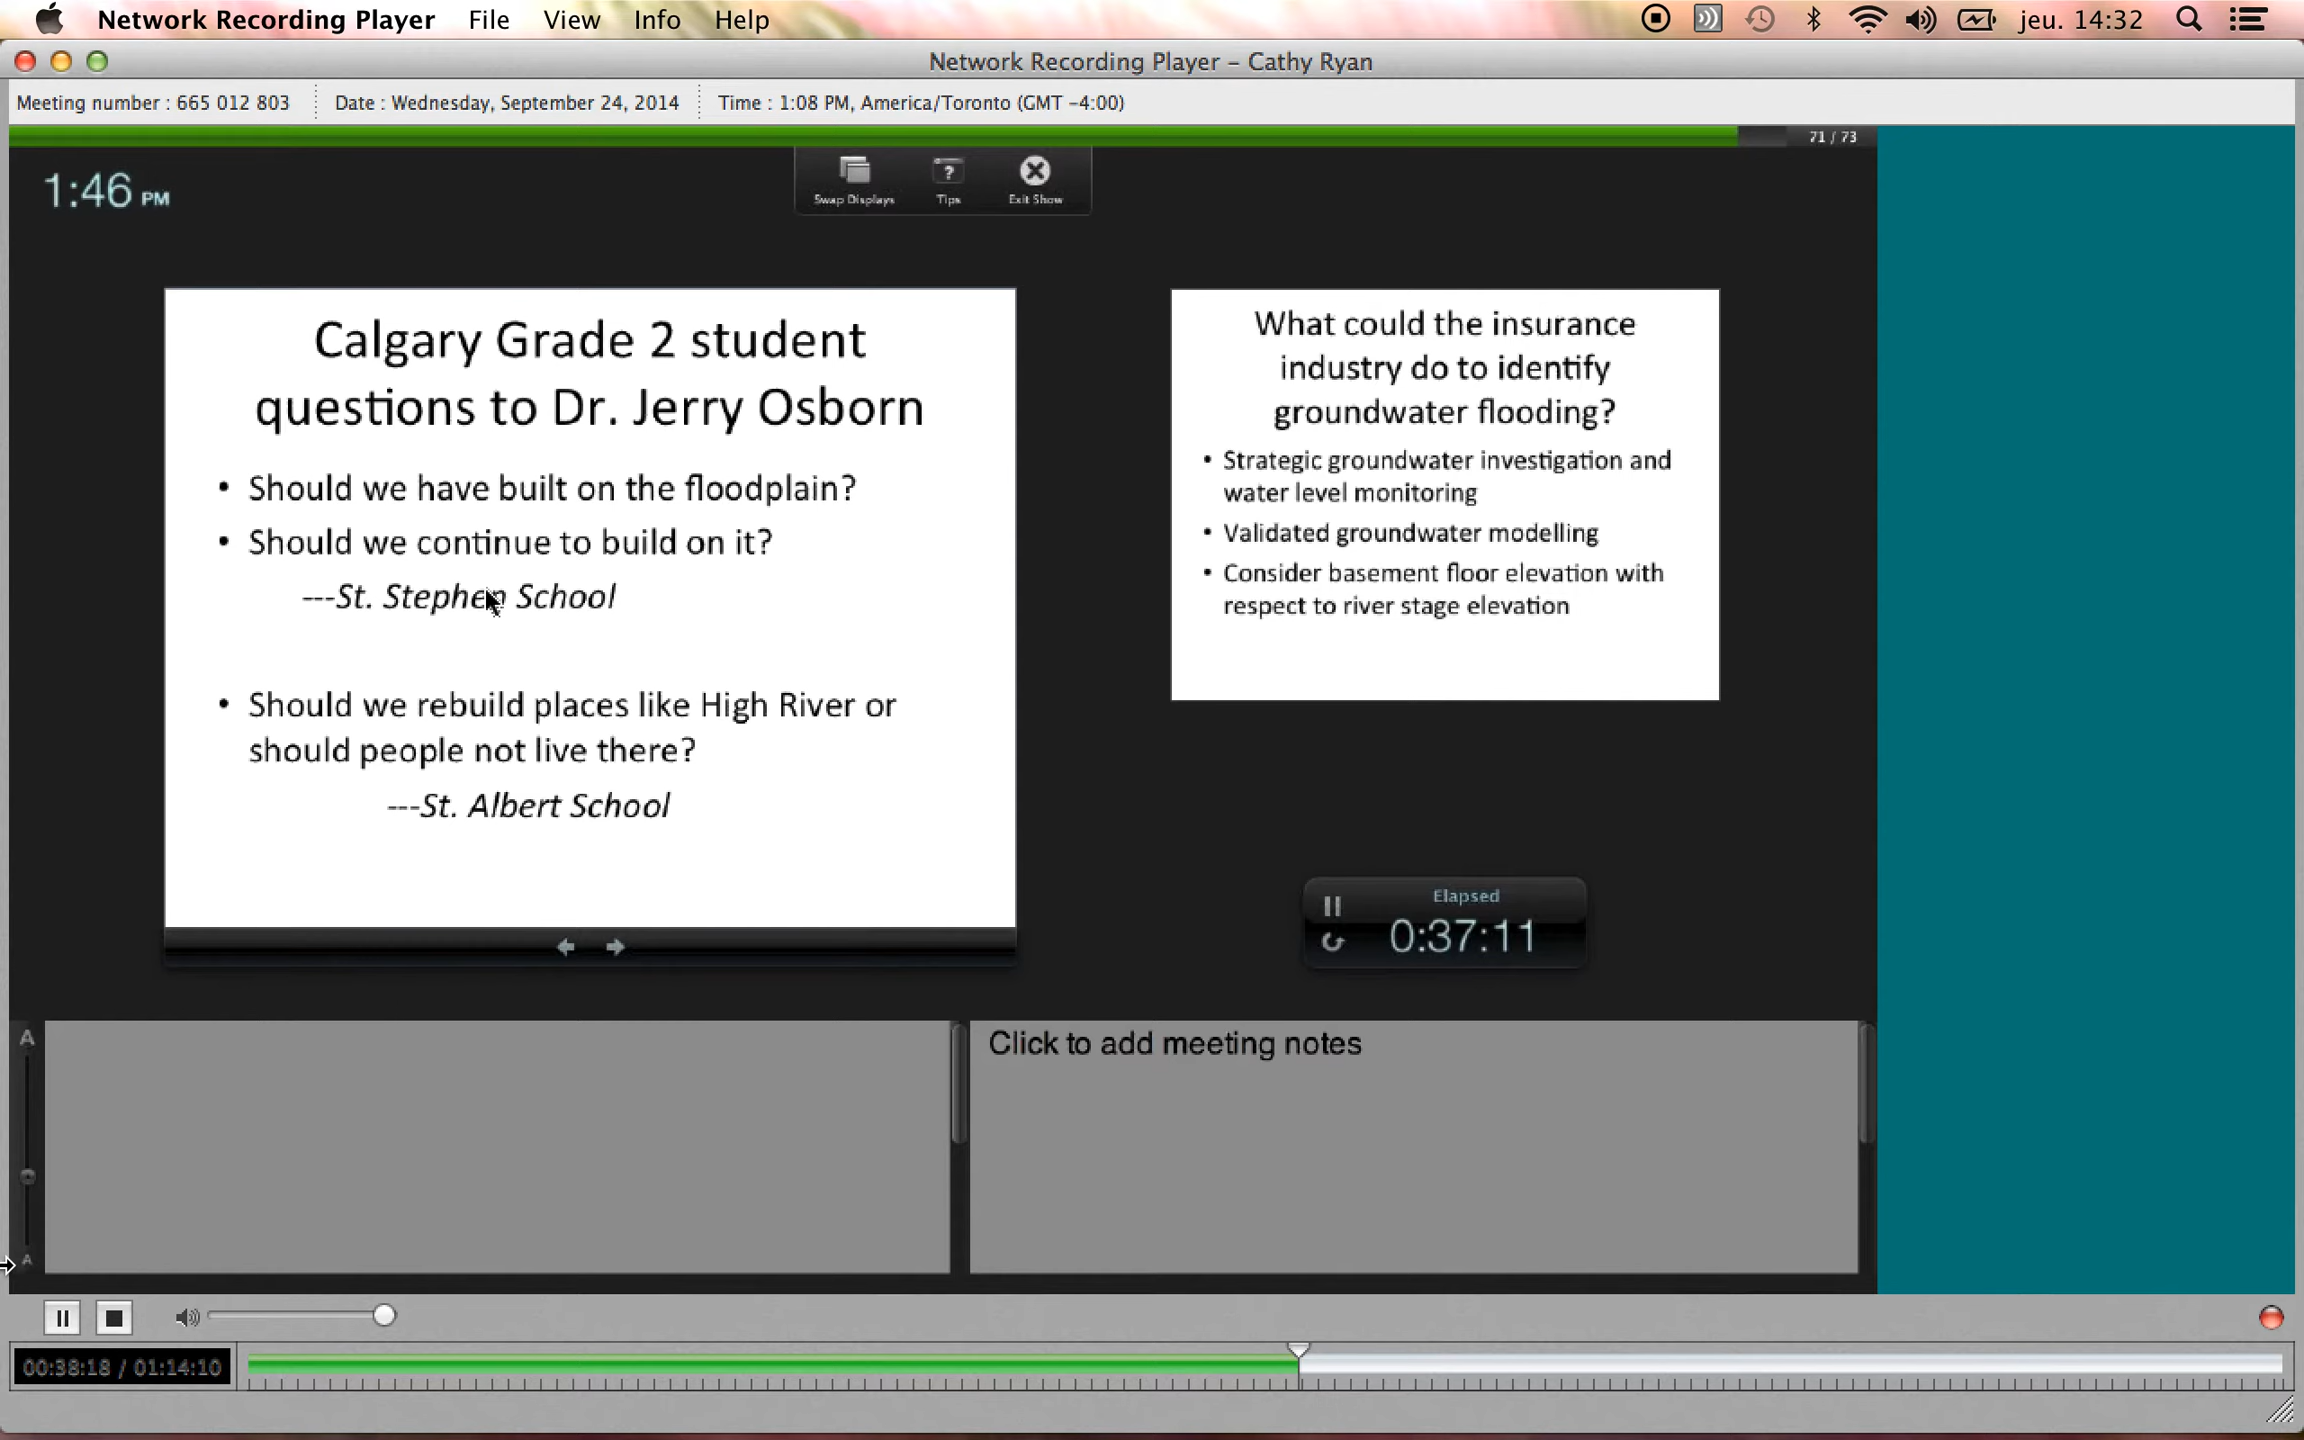 Network Recording Player File View Info Help jeu. 14:32
Network Recording Player – Cathy Ryan
Meeting number : 665 012 803 Date : Wednesday, September 24, 2014 Time : 1:08 PM, America/Toronto (GMT -4:00)
71 / 73
1:46 PM
Swap Displays Tips Exit Show
Calgary Grade 2 student
questions to Dr. Jerry Osborn
• Should we have built on the floodplain?
• Should we continue to build on it?
---St. Stephen School
• Should we rebuild places like High River or
should people not live there?
---St. Albert School
What could the insurance
industry do to identify
groundwater flooding?
• Strategic groundwater investigation and
water level monitoring
• Validated groundwater modelling
• Consider basement floor elevation with
respect to river stage elevation
Elapsed
0:37:11
A
A
Click to add meeting notes
00:38:18 / 01:14:10